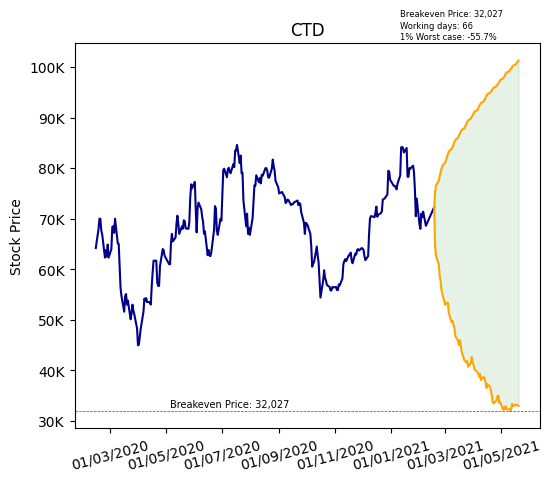 Breakeven Price: 32,027
Working days: 66
1% Worst case: -55.7%
CTD
Stock Price
100K
90K
80K
70K
60K
50K
40K
30K
Breakeven Price: 32,027
01/03/2020
01/05/2020
01/07/2020
01/09/2020
01/11/2020
01/01/2021
01/03/2021
01/05/2021